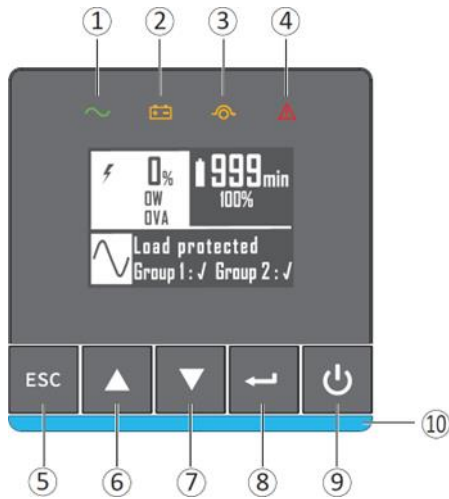 ① ② ③ ④
0%
0W
0VA
999min
100%
Load protected
Group 1 : √ Group 2 : √
ESC
⑩
⑤ ⑥ ⑦ ⑧ ⑨